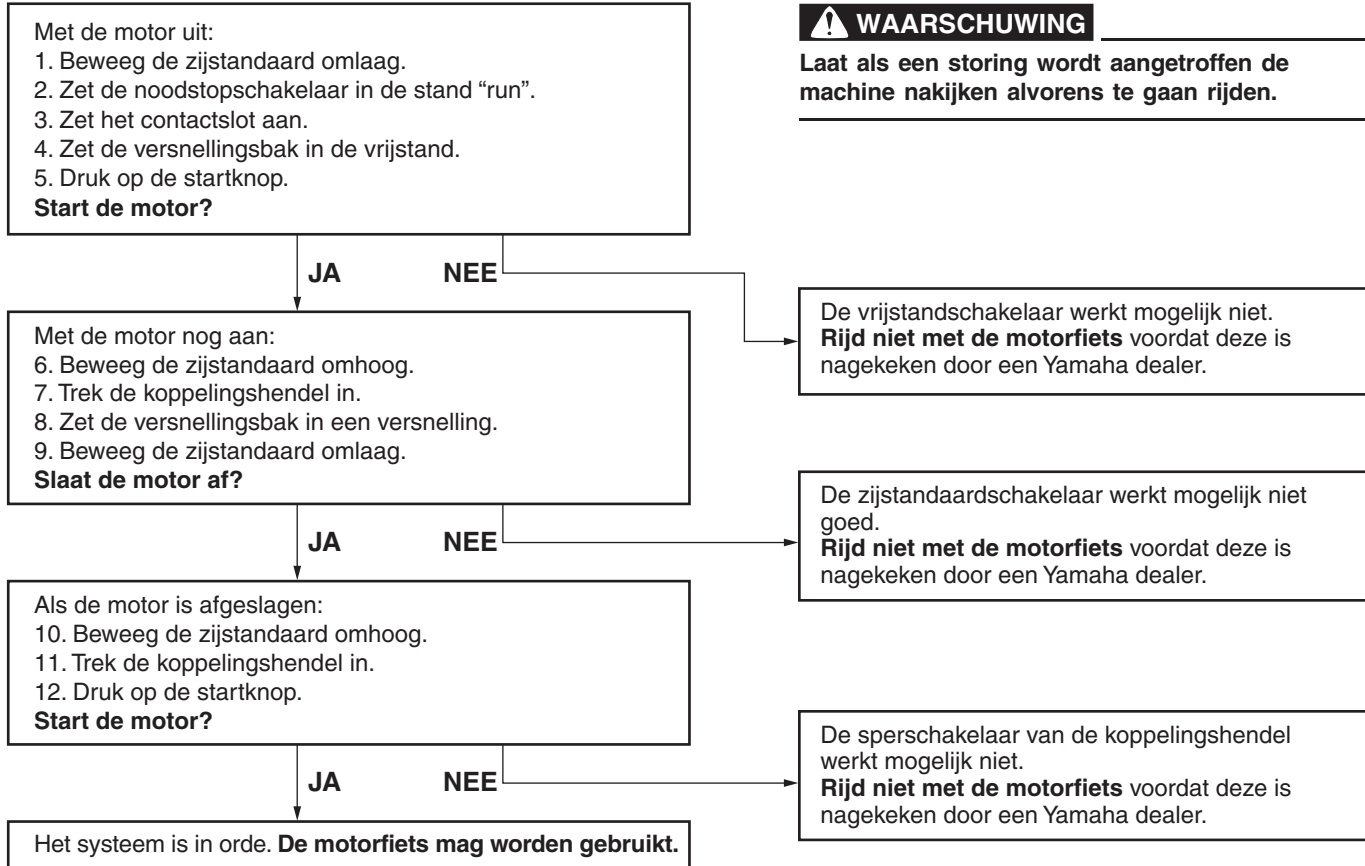 Met de motor uit:
1. Beweeg de zijstandaard omlaag.
2. Zet de noodstopschakelaar in de stand “run”.
3. Zet het contactslot aan.
4. Zet de versnellingsbak in de vrijstand.
5. Druk op de startknop.
Start de motor?
WAARSCHUWING
Laat als een storing wordt aangetroffen de
machine nakijken alvorens te gaan rijden.
JA NEE
De vrijstandschakelaar werkt mogelijk niet.
Rijd niet met de motorfiets voordat deze is
nagekeken door een Yamaha dealer.
Met de motor nog aan:
6. Beweeg de zijstandaard omhoog.
7. Trek de koppelingshendel in.
8. Zet de versnellingsbak in een versnelling.
9. Beweeg de zijstandaard omlaag.
Slaat de motor af?
JA NEE
De zijstandaardschakelaar werkt mogelijk niet
goed.
Rijd niet met de motorfiets voordat deze is
nagekeken door een Yamaha dealer.
Als de motor is afgeslagen:
10. Beweeg de zijstandaard omhoog.
11. Trek de koppelingshendel in.
12. Druk op de startknop.
Start de motor?
JA NEE
De sperschakelaar van de koppelingshendel
werkt mogelijk niet.
Rijd niet met de motorfiets voordat deze is
nagekeken door een Yamaha dealer.
Het systeem is in orde. De motorfiets mag worden gebruikt.